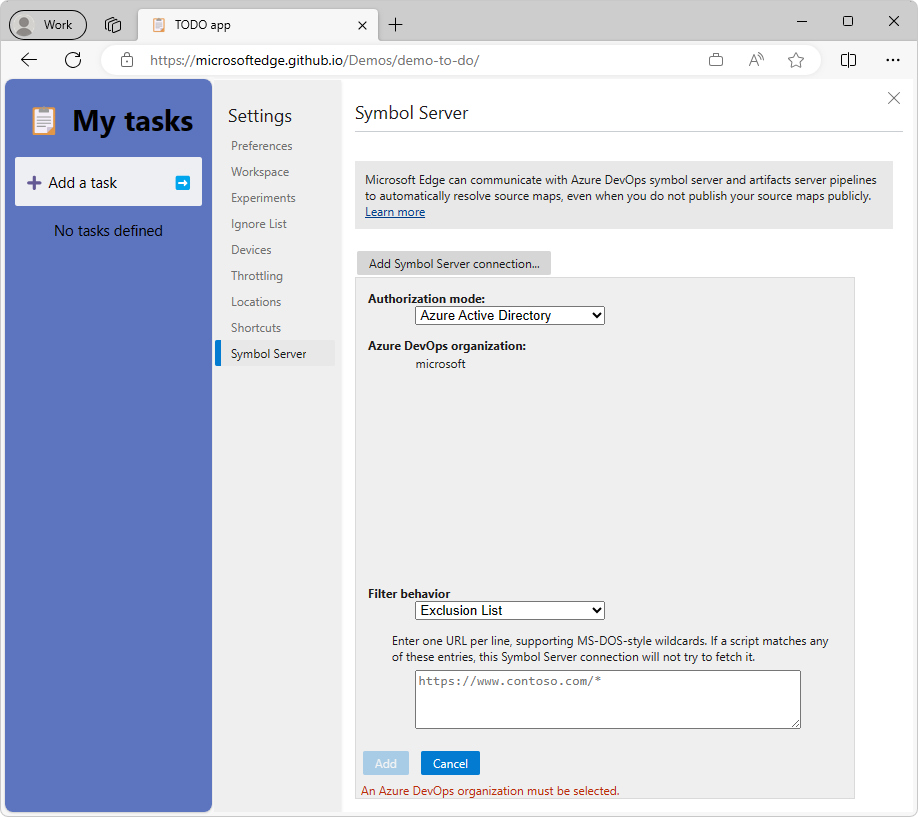 Work
TODO app
https://microsoftedge.github.io/Demos/demo-to-do/
My tasks
Add a task
No tasks defined
Settings
Preferences
Workspace
Experiments
Ignore List
Devices
Throttling
Locations
Shortcuts
Symbol Server
Symbol Server
Microsoft Edge can communicate with Azure DevOps symbol server and artifacts server pipelines
to automatically resolve source maps, even when you do not publish your source maps publicly.
Learn more
Add Symbol Server connection...
Authorization mode:
Azure Active Directory
Azure DevOps organization:
microsoft
Filter behavior
Exclusion List
Enter one URL per line, supporting MS-DOS-style wildcards. If a script matches any
of these entries, this Symbol Server connection will not try to fetch it.
https://www.contoso.com/*
Add
Cancel
An Azure DevOps organization must be selected.